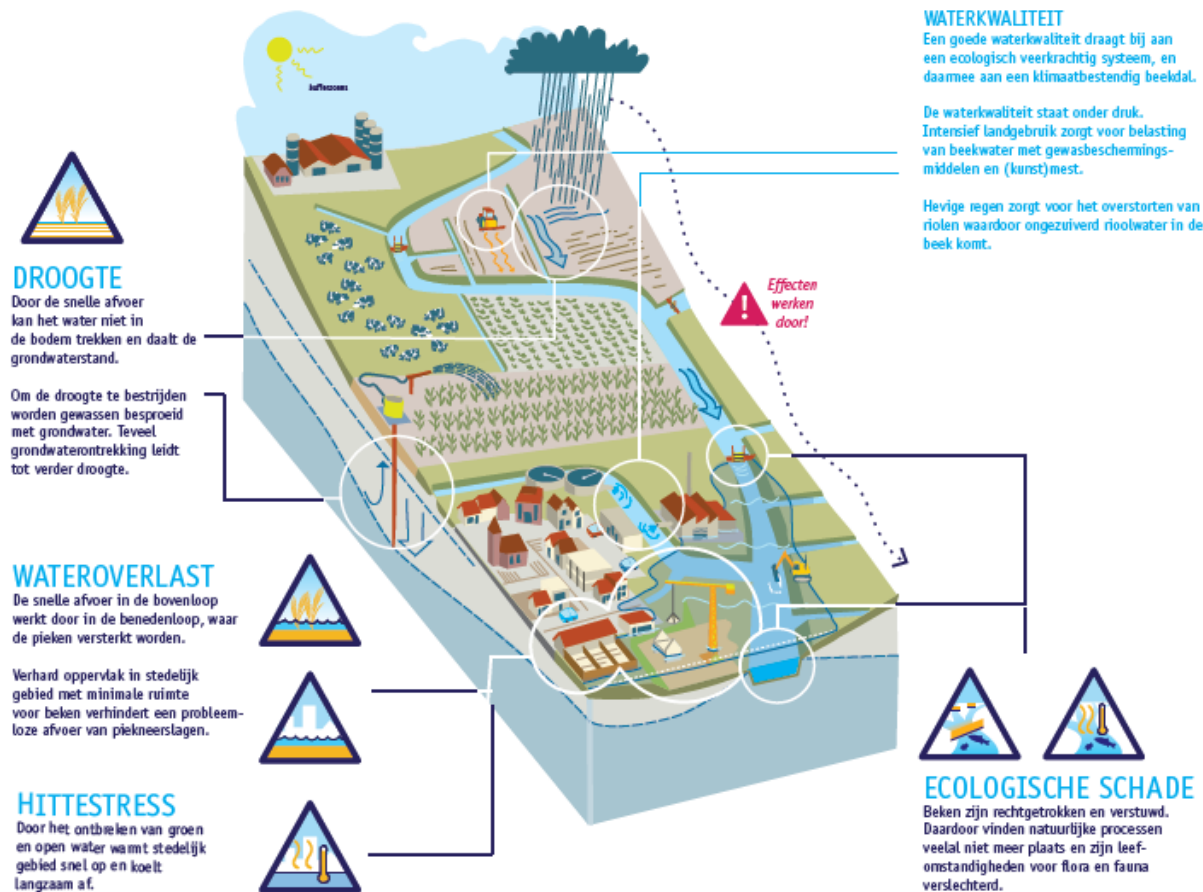 WATERKWALITEIT
Een goede waterkwaliteit draagt bij aan
een ecologisch veerkrachtig systeem, en
daarmee aan een klimaatbestendig beekdal.
De waterkwaliteit staat onder druk.
Intensief landgebruik zorgt voor belasting
van beekwater met gewasbeschermings-
middelen en (kunst)mest.
Hevige regen zorgt voor het overstorten van
riolen waardoor ongezuiverd rioolwater in de
beek komt.
bufferzones
DROOGTE
Door de snelle afvoer
kan het water niet in
de bodem trekken en daalt de
grondwaterstand.
Om de droogte te bestrijden
worden gewassen besproeid
met grondwater. Teveel
grondwaterontrekking leidt
tot verder droogte.
!
Effecten
werken
door!
WATEROVERLAST
De snelle afvoer in de bovenloop
werkt door in de benedenloop, waar
de pieken versterkt worden.
Verhard oppervlak in stedelijk
gebied met minimale ruimte
voor beken verhindert een probleem-
loze afvoer van piekneerslagen.
HITTESTRESS
Door het ontbreken van groen
en open water warmt stedelijk
gebied snel op en koelt
langzaam af.
ECOLOGISCHE SCHADE
Beken zijn rechtgetrokken en verstuwd.
Daardoor vinden natuurlijke processen
veelal niet meer plaats en zijn leef-
omstandigheden voor flora en fauna
verslechterd.